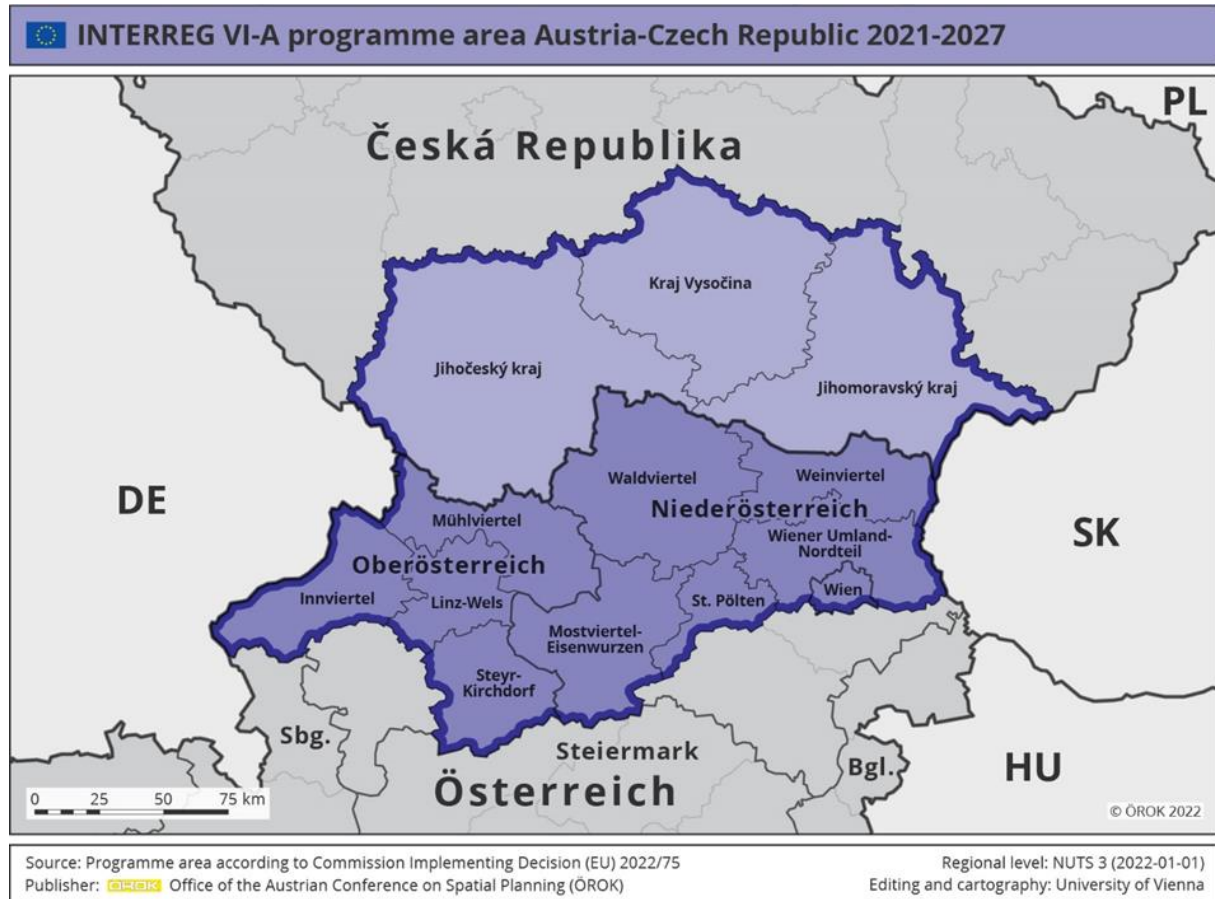 INTERREG VI-A programme area Austria-Czech Republic 2021-2027
PL
Česká Republika
Kraj Vysočina
Jihočeský kraj
Jihomoravský kraj
DE
Waldviertel
Weinviertel
Niederösterreich
Mühlviertel
Wiener Umland-
Nordteil
SK
Oberösterreich
Innviertel
Linz-Wels
St. Pölten
Wien
Mostviertel-
Eisenwurzen
Steyr-
Kirchdorf
Sbg.
Steiermark
Bgl.
HU
Österreich
0 25 50 75 km
© ÖROK 2022
Source: Programme area according to Commission Implementing Decision (EU) 2022/75
Regional level: NUTS 3 (2022-01-01)
Publisher: ÖROK Office of the Austrian Conference on Spatial Planning (ÖROK)
Editing and cartography: University of Vienna